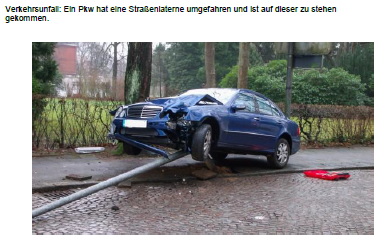 Verkehrsunfall: Ein Pkw hat eine Straßenlaterne umgefahren und ist auf dieser zu stehen
gekommen.